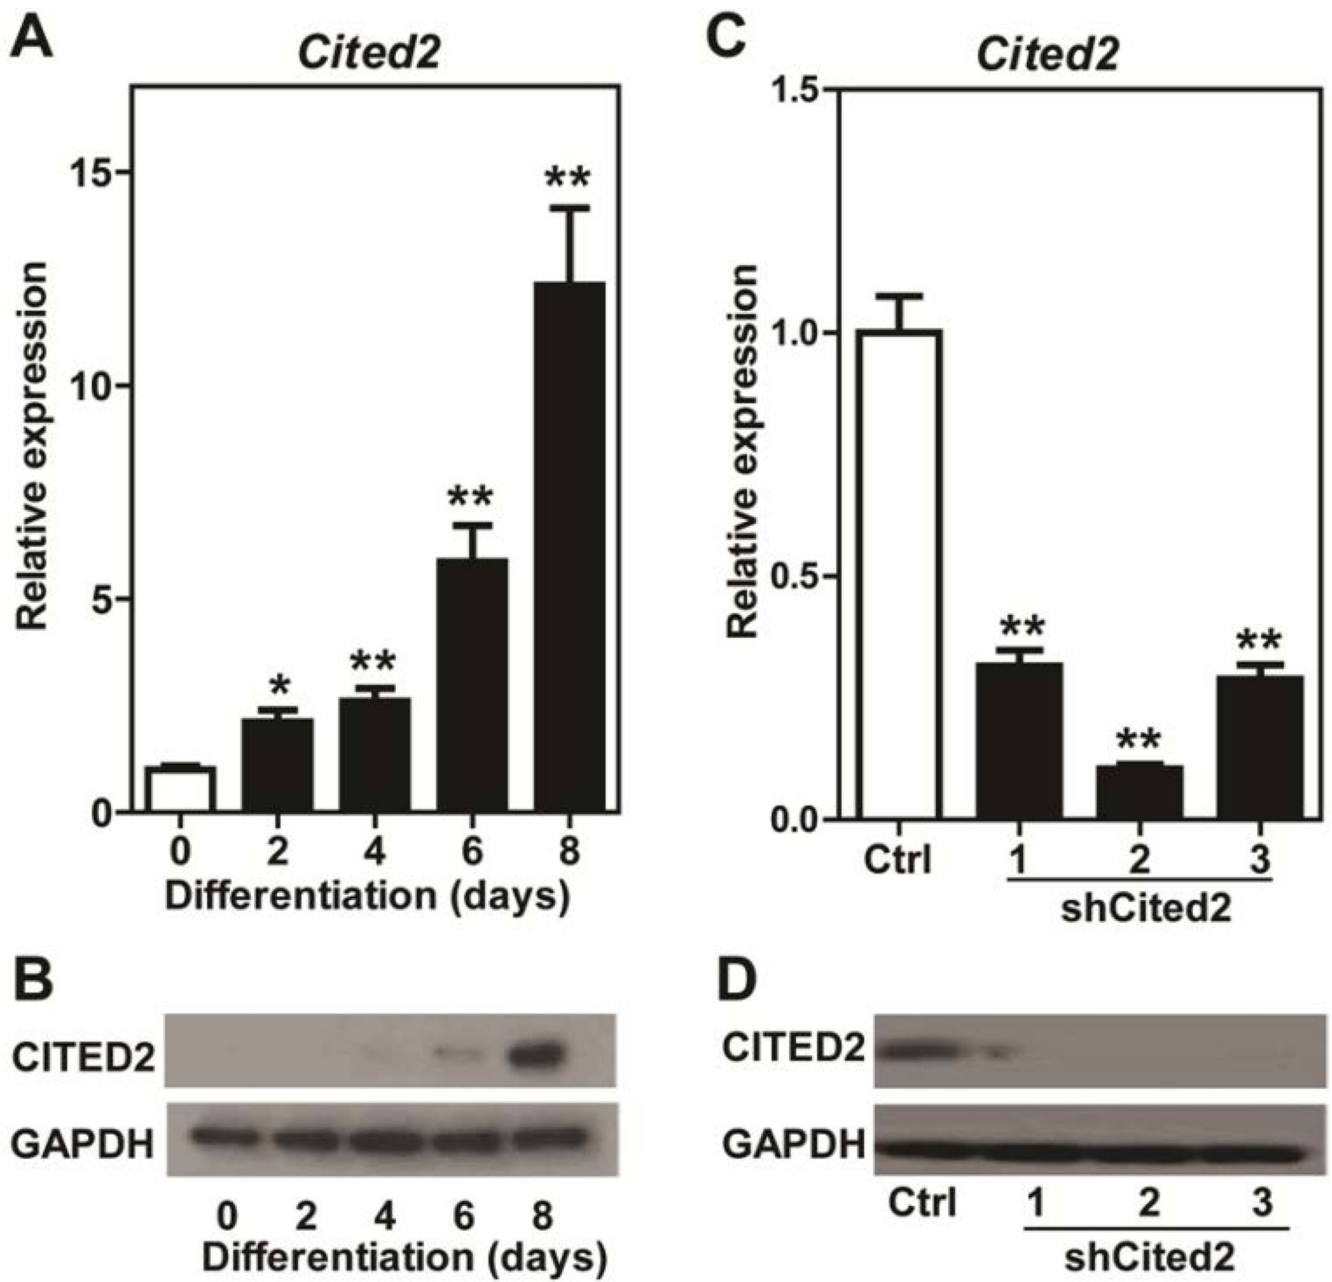 A
Cited2
Relative expression
15
10
5
0
**
**
**
*
0 2 4 6 8
Differentiation (days)
C
Cited2
Relative expression
1.5
1.0
0.5
0.0
**
**
**
Ctrl 1 2 3
shCited2
B
CITED2
GAPDH
0 2 4 6 8
Differentiation (days)
D
CITED2
GAPDH
Ctrl 1 2 3
shCited2